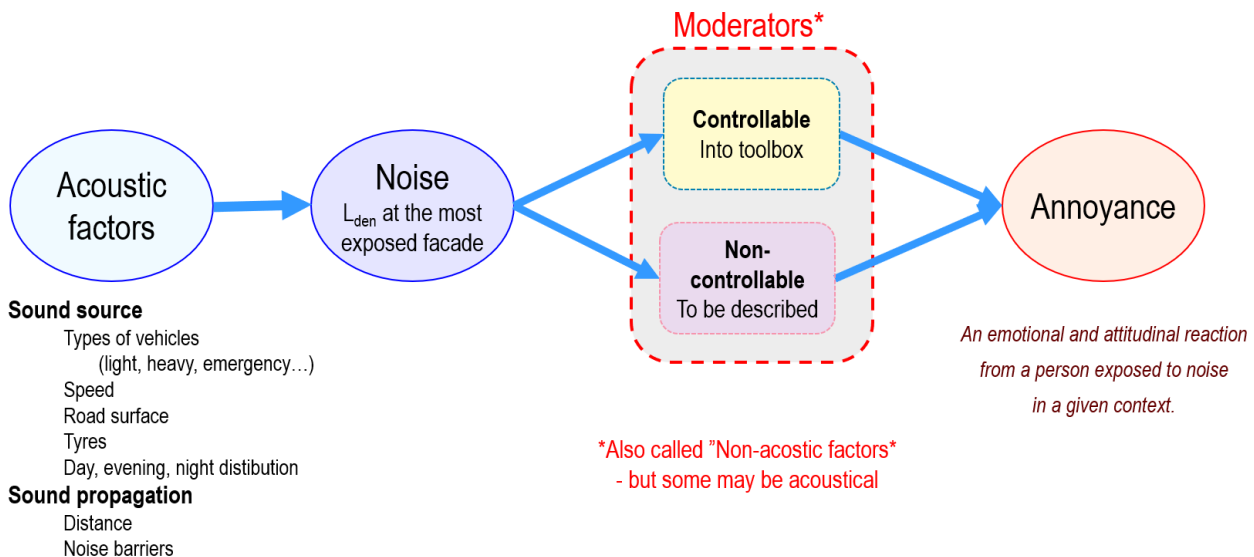 Moderators*
Acoustic
factors
Noise
Lden at the most
exposed facade
Controllable
Into toolbox
Non-
controllable
To be described
Annoyance
Sound source
Types of vehicles
(light, heavy, emergency…)
Speed
Road surface
Tyres
Day, evening, night distibution
Sound propagation
Distance
Noise barriers
*Also called ”Non-acostic factors*
- but some may be acoustical
An emotional and attitudinal reaction
from a person exposed to noise
in a given context.